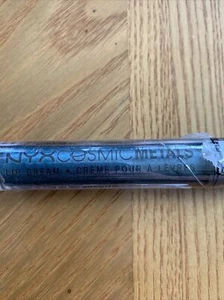 NYX COSMIC METALS
LIP CREAM • CRÈME POUR A LÈVRES